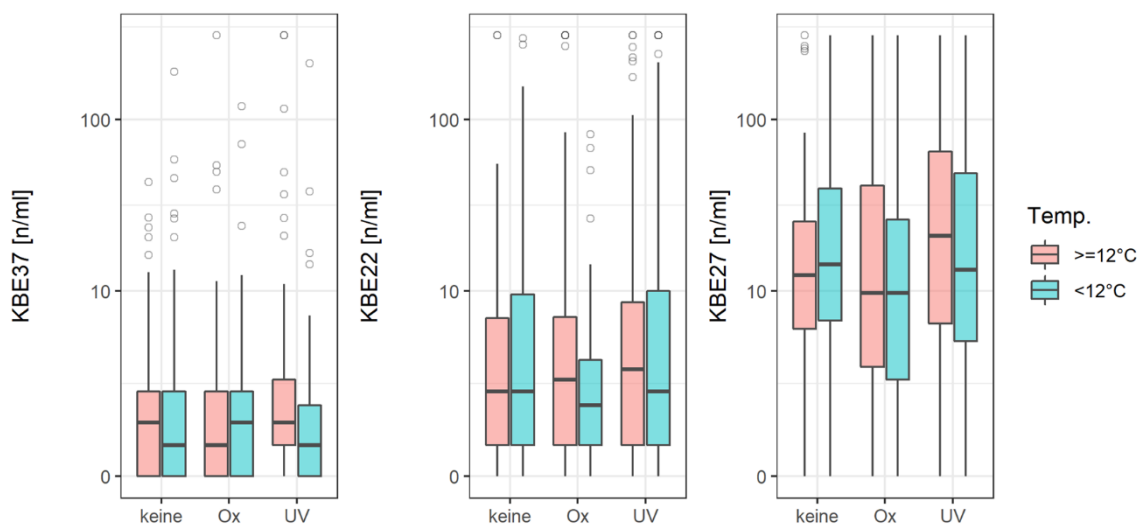 KBE37 [n/ml]
100
10
0
keine Ox UV
KBE22 [n/ml]
100
10
0
keine Ox UV
KBE27 [n/ml]
100
10
0
keine Ox UV
Temp.
>=12°C
<12°C